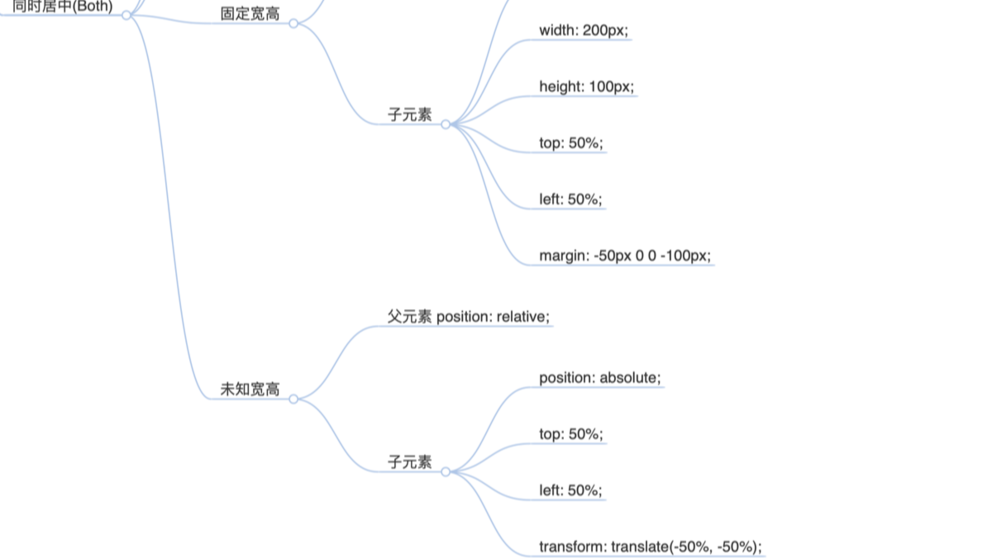 同时居中(Both)
固定宽高
width: 200px;
height: 100px;
子元素
top: 50%;
left: 50%;
margin: -50px 0 0 -100px;
父元素 position: relative;
未知宽高
position: absolute;
top: 50%;
子元素
left: 50%;
transform: translate(-50%, -50%);